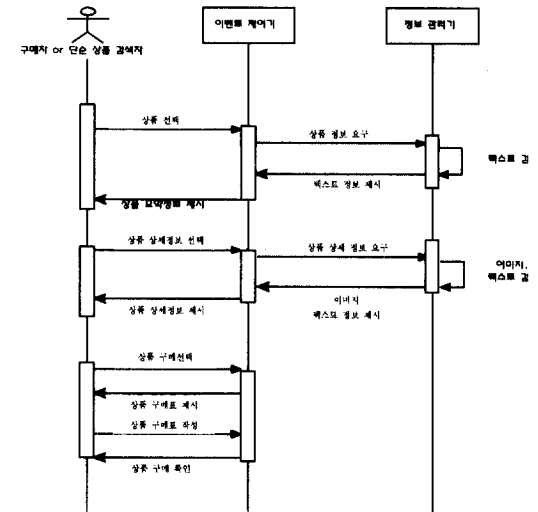 이벤트 제어기
정보 관리기
구매자 or 단순 상품 검색자
상품 선택
상품 정보 요구
텍스트 검
텍스트 정보 제시
상품 요약정보 제시
상품 상세정보 선택
상품 상세 정보 요구
이미지,
텍스트 검
상품 상세정보 제시
이미지
텍스트 정보 제시
상품 구매선택
상품 구매표 제시
상품 구매표 작성
상품 구매 확인